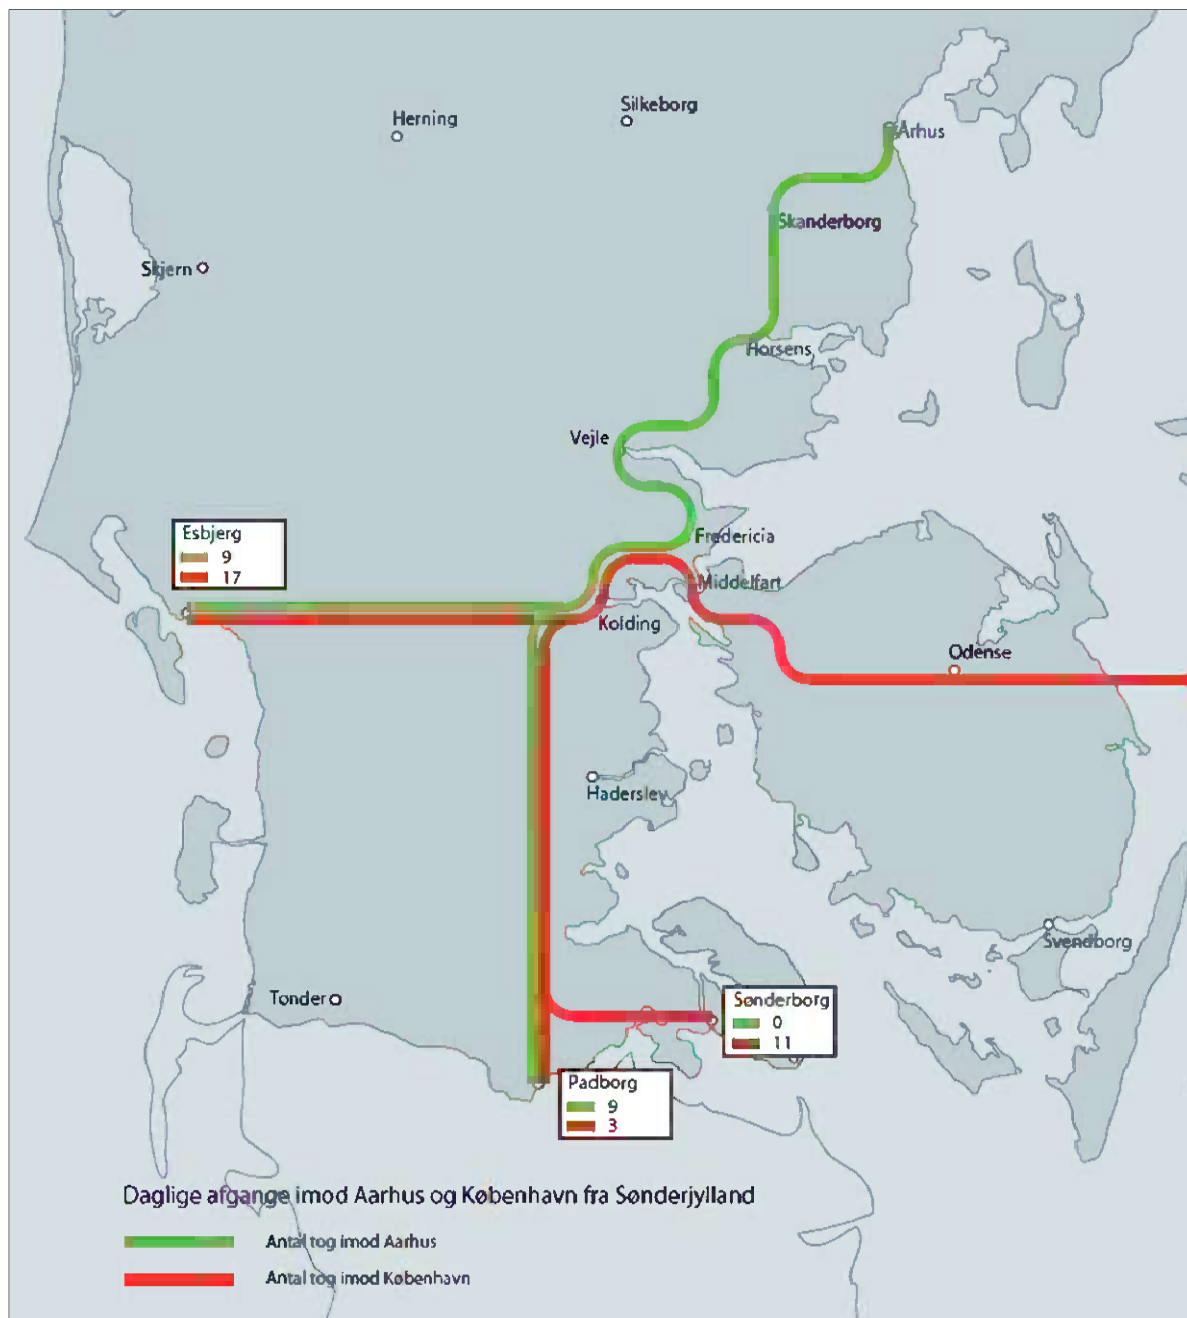 Silkeborg
Herning
Århus
Skanderborg
Skjern
Horsens
Vejle
Esbjerg
9
17
Fredericia
Middelfart
Kolding
Odense
Haderslev
Svendborg
Tønder
Sønderborg
0
11
Padborg
9
3
Daglige afgange imod Aarhus og København fra Sønderjylland
Antal tog imod Aarhus
Antal tog imod København